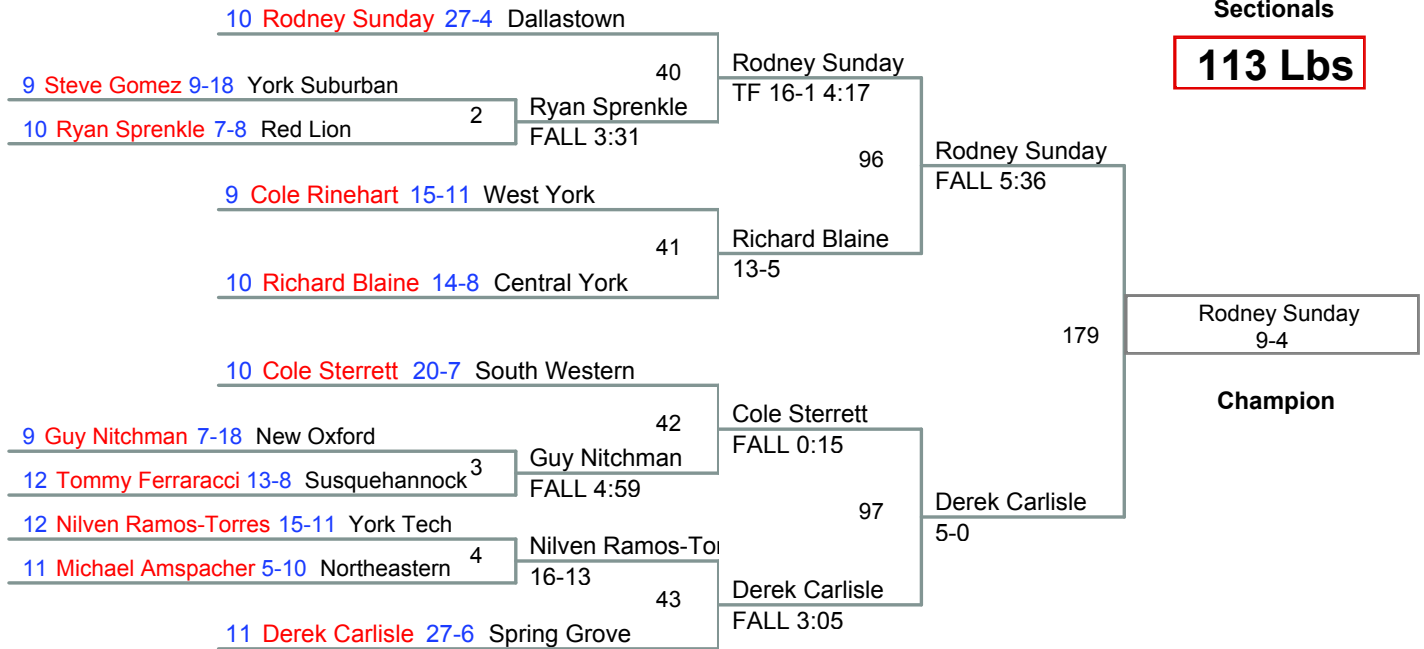 Sectionals
113 Lbs
10 Rodney Sunday 27-4 Dallastown
9 Steve Gomez 9-18 York Suburban
10 Ryan Sprenkle 7-8 Red Lion
2
Ryan Sprenkle
FALL 3:31
40
Rodney Sunday
TF 16-1 4:17
9 Cole Rinehart 15-11 West York
10 Richard Blaine 14-8 Central York
41
Richard Blaine
13-5
96
Rodney Sunday
FALL 5:36
10 Cole Sterrett 20-7 South Western
9 Guy Nitchman 7-18 New Oxford
12 Tommy Ferraracci 13-8 Susquehannock
3
Guy Nitchman
FALL 4:59
42
Cole Sterrett
FALL 0:15
12 Nilven Ramos-Torres 15-11 York Tech
11 Michael Amspacher 5-10 Northeastern
4
Nilven Ramos-Tor
16-13
11 Derek Carlisle 27-6 Spring Grove
43
Derek Carlisle
FALL 3:05
97
Derek Carlisle
5-0
179
Rodney Sunday
9-4
Champion